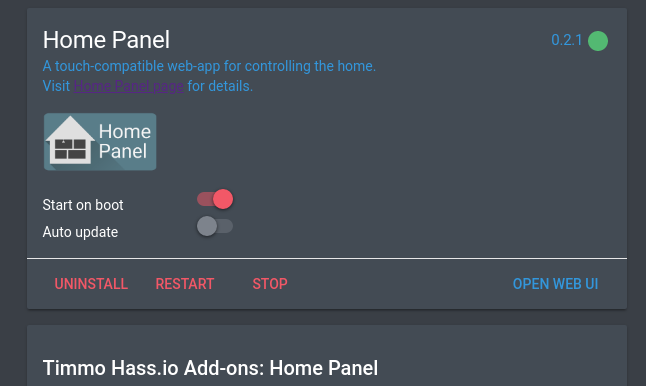 Home Panel
0.2.1
A touch-compatible web-app for controlling the home.
Visit Home Panel page for details.
Home
Panel
Start on boot
Auto update
UNINSTALL RESTART STOP OPEN WEB UI
Timmo Hass.io Add-ons: Home Panel